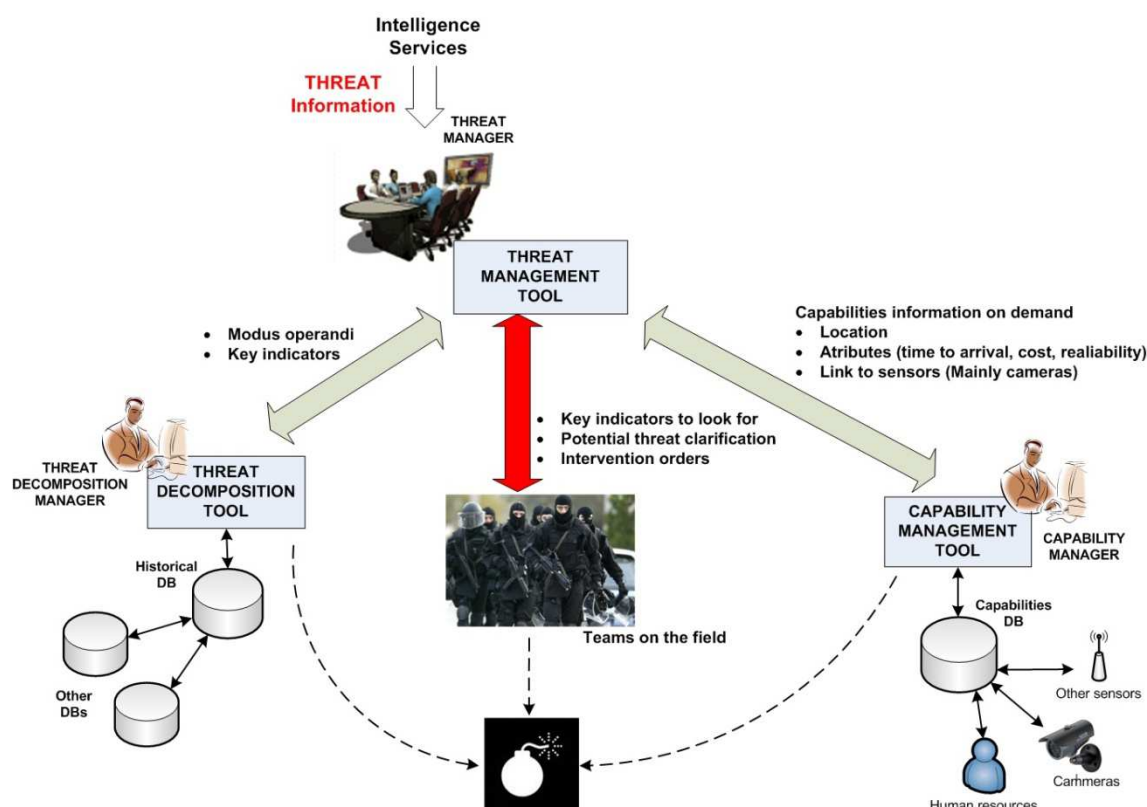 Intelligence
Services
THREAT
Information
THREAT
MANAGER
THREAT
MANAGEMENT
TOOL
• Modus operandi
• Key indicators
Capabilities information on demand
• Location
• Atributes (time to arrival, cost, realiability)
• Link to sensors (Mainly cameras)
• Key indicators to look for
• Potential threat clarification
• Intervention orders
THREAT
DECOMPOSITION
MANAGER
THREAT
DECOMPOSITION
TOOL
CAPABILITY
MANAGEMENT
TOOL
CAPABILITY
MANAGER
Historical
DB
Other
DBs
Teams on the field
Capabilities
DB
Other sensors
Carhmeras
Human resources